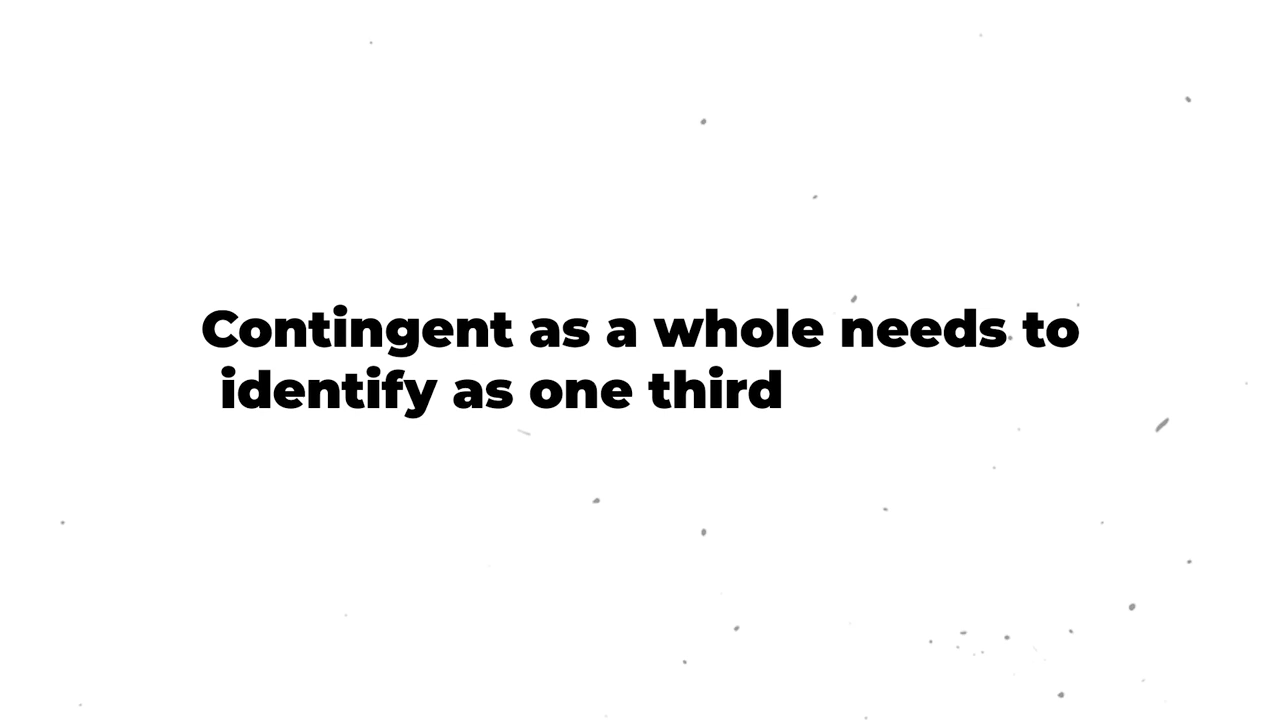 Contingent as a whole needs to
identify as one third